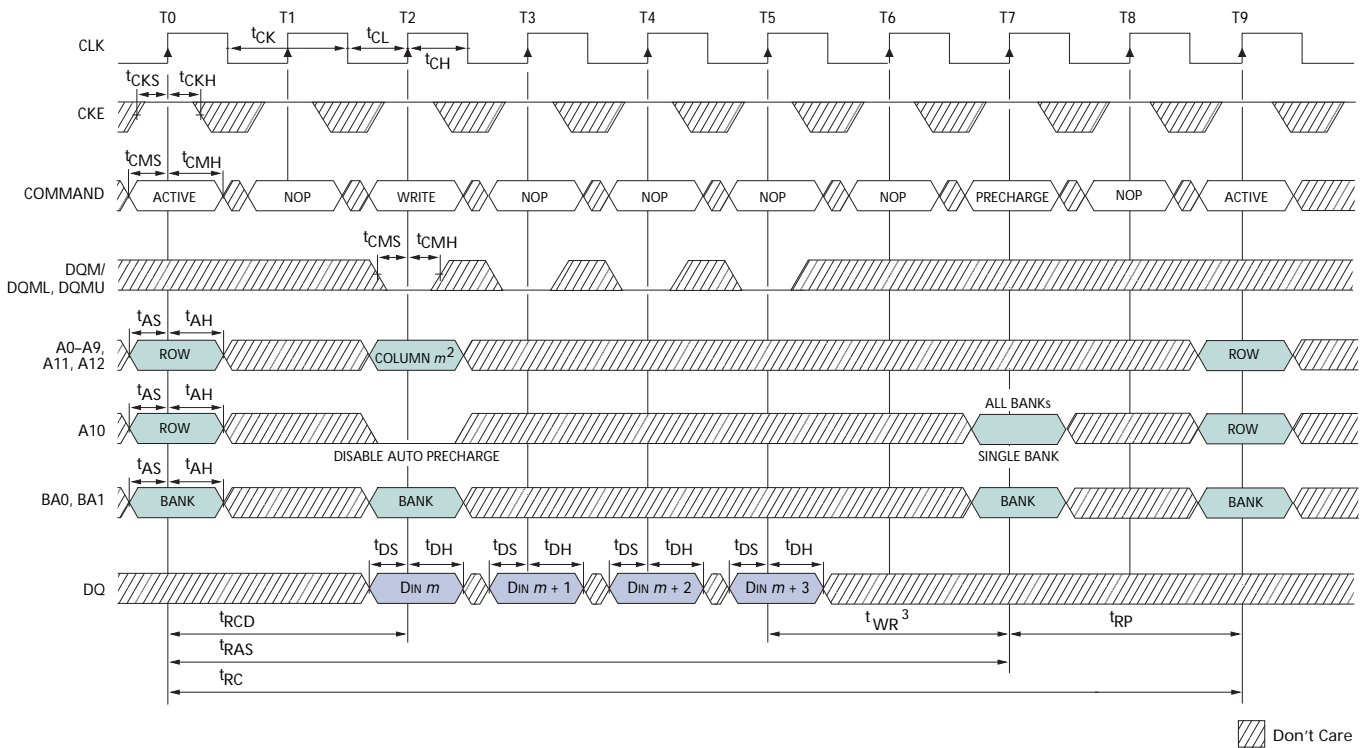 T0 T1 T2 T3 T4 T5 T6 T7 T8 T9
CLK
tCK tCL tCH
tCKS tCKH
CKE
tCMS tCMH
COMMAND ACTIVE NOP WRITE NOP NOP NOP NOP PRECHARGE NOP ACTIVE
tCMS tCMH
DQM/
DQML, DQMU
tAS tAH
A0–A9,
A11, A12
ROW COLUMN m2 ROW
tAS tAH ALL BANKs
A10 ROW ROW
DISABLE AUTO PRECHARGE SINGLE BANK
tAS tAH
BA0, BA1 BANK BANK BANK BANK
tDS tDH tDS tDH tDS tDH tDS tDH
DQ DIN m DIN m + 1 DIN m + 2 DIN m + 3
tRCD tWR3 tRP
tRAS
tRC
Don't Care